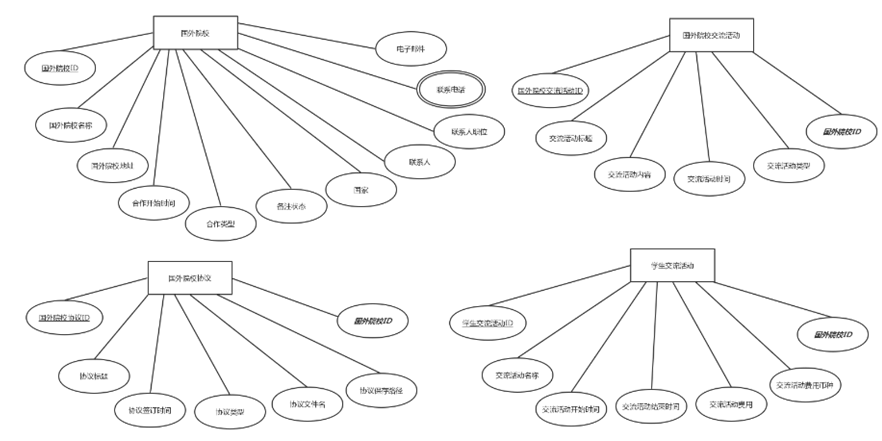 国外院校
国外院校ID
国外院校名称
国外院校地址
合作开始时间
合作类型
备注状态
国家
联系人
联系人职位
联系电话
电子邮件
国外院校交流活动
国外院校交流活动ID
交流活动标题
交流活动内容
交流活动时间
交流活动类型
国外院校ID
国外院校协议
国外院校协议ID
协议标题
协议签订时间
协议类型
协议文件名
协议保存路径
国外院校ID
学生交流活动
学生交流活动ID
交流活动名称
交流活动开始时间
交流活动结束时间
交流活动费用
交流活动费用币种
国外院校ID